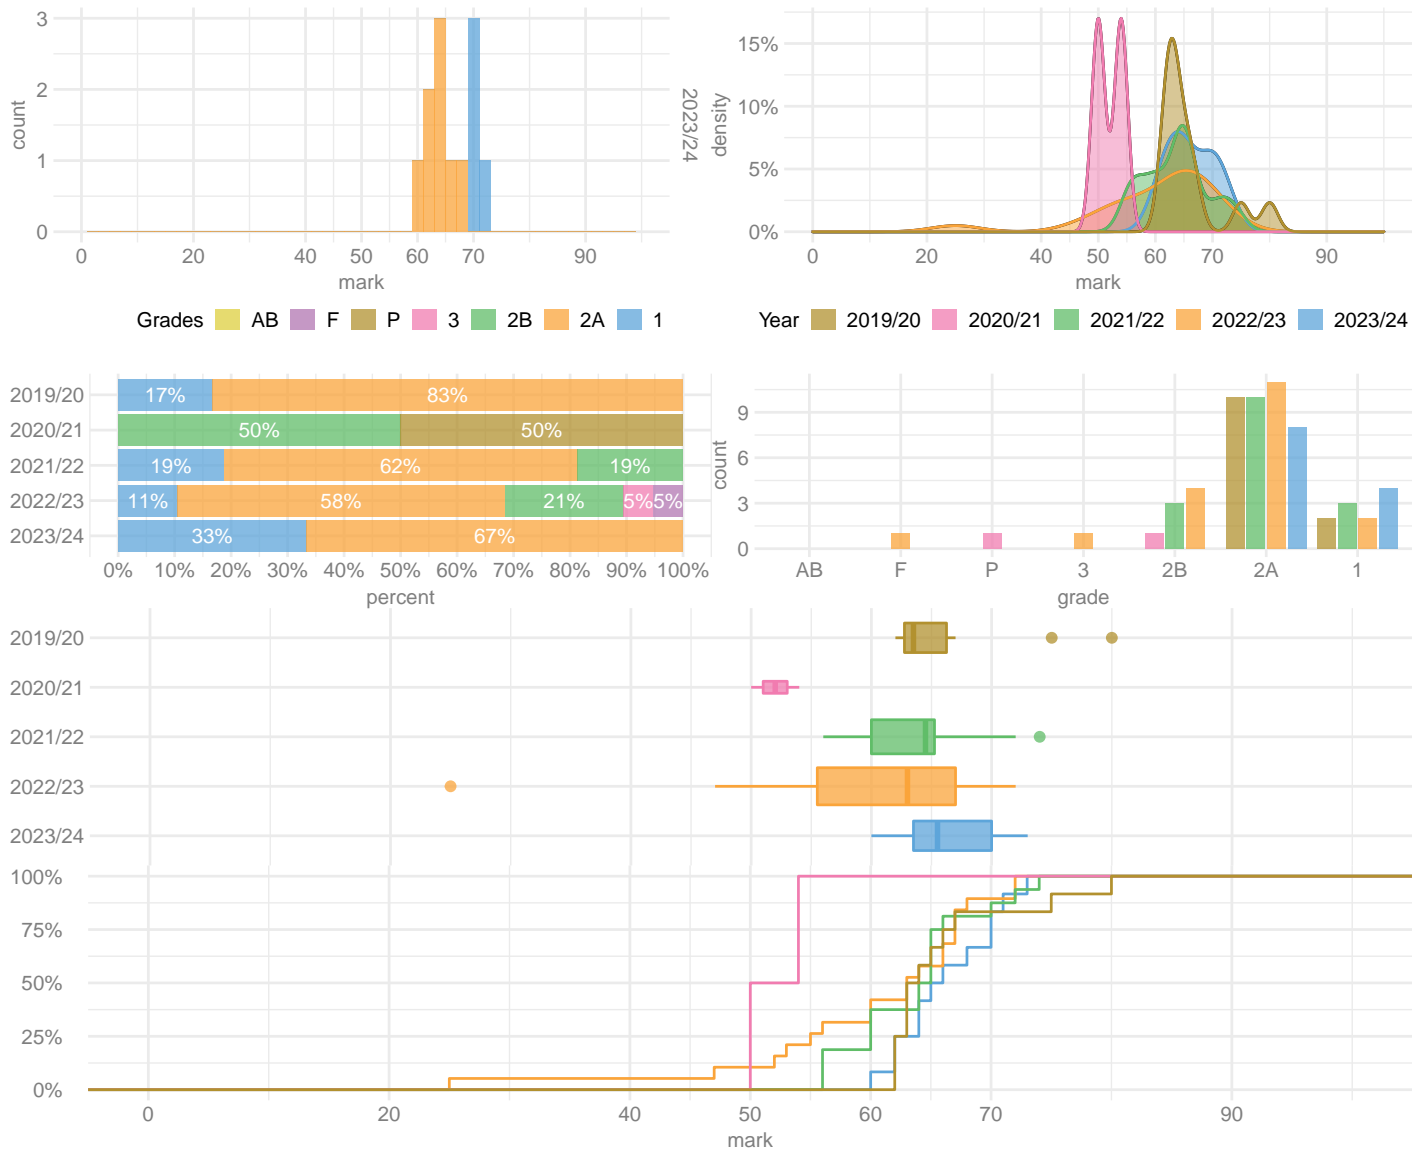 3
2
1
0
count
0 20 40 50 60 70 90
mark
2023/24
15%
10%
5%
0%
density
0 20 40 50 60 70 90
mark
Grades AB F P 3 2B 2A 1
Year 2019/20 2020/21 2021/22 2022/23 2023/24
2019/20 17% 83%
2020/21 50% 50%
2021/22 19% 62% 19%
2022/23 11% 58% 21% 5% 5%
2023/24 33% 67%
0% 10% 20% 30% 40% 50% 60% 70% 80% 90% 100%
percent
9
6
3
0
count
AB F P 3 2B 2A 1
grade
2019/20
2020/21
2021/22
2022/23
2023/24
100%
75%
50%
25%
0%
0 20 40 50 60 70 90
mark